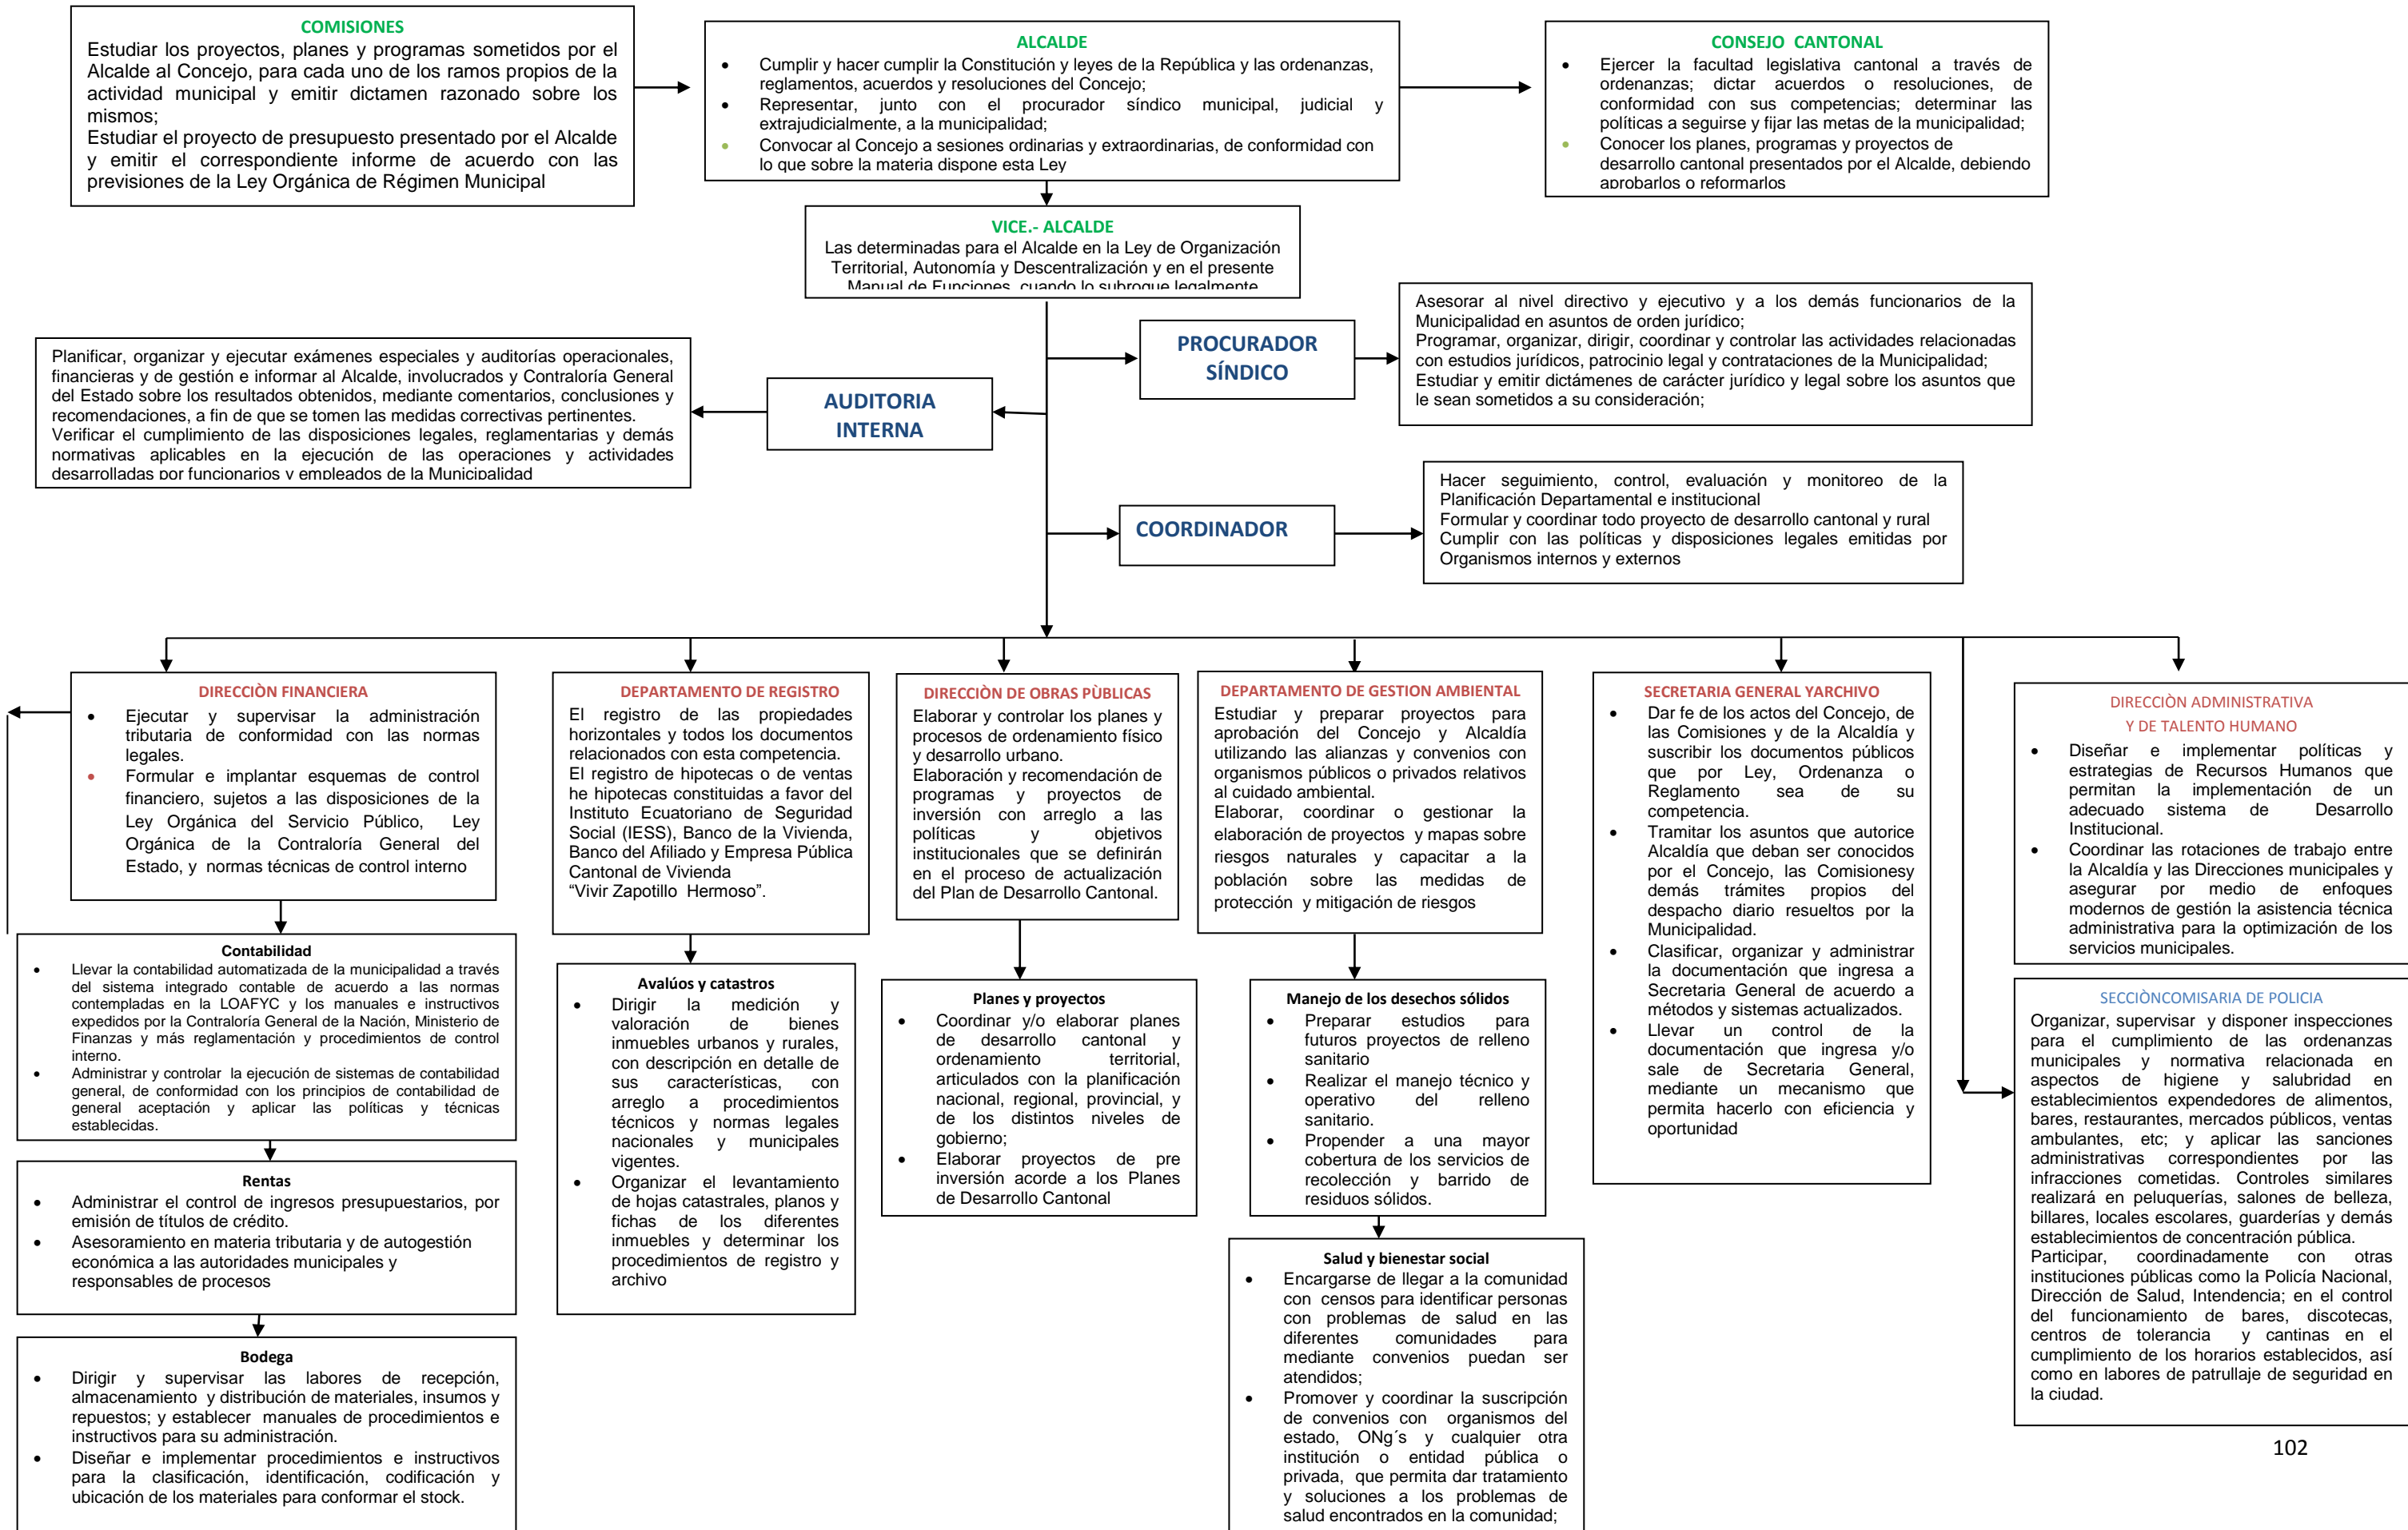 COMISIONES
Estudiar los proyectos, planes y programas sometidos por el
Alcalde al Concejo, para cada uno de los ramos propios de la
actividad municipal y emitir dictamen razonado sobre los
mismos;
Estudiar el proyecto de presupuesto presentado por el Alcalde
y emitir el correspondiente informe de acuerdo con las
previsiones de la Ley Orgánica de Régimen Municipal
ALCALDE
• Cumplir y hacer cumplir la Constitución y leyes de la República y las ordenanzas,
reglamentos, acuerdos y resoluciones del Concejo;
• Representar, junto con el procurador síndico municipal, judicial y
extrajudicialmente, a la municipalidad;
• Convocar al Concejo a sesiones ordinarias y extraordinarias, de conformidad con
lo que sobre la materia dispone esta Ley
CONSEJO CANTONAL
• Ejercer la facultad legislativa cantonal a través de
ordenanzas; dictar acuerdos o resoluciones, de
conformidad con sus competencias; determinar las
políticas a seguirse y fijar las metas de la municipalidad;
• Conocer los planes, programas y proyectos de
desarrollo cantonal presentados por el Alcalde, debiendo
aprobarlos o reformarlos
VICE.- ALCALDE
Las determinadas para el Alcalde en la Ley de Organización
Territorial, Autonomía y Descentralización y en el presente
Manual de Funciones, cuando lo subrogue legalmente
PROCURADOR
SÍNDICO
Asesorar al nivel directivo y ejecutivo y a los demás funcionarios de la
Municipalidad en asuntos de orden jurídico;
Programar, organizar, dirigir, coordinar y controlar las actividades relacionadas
con estudios jurídicos, patrocinio legal y contrataciones de la Municipalidad;
Estudiar y emitir dictámenes de carácter jurídico y legal sobre los asuntos que
le sean sometidos a su consideración;
Planificar, organizar y ejecutar exámenes especiales y auditorías operacionales,
financieras y de gestión e informar al Alcalde, involucrados y Contraloría General
del Estado sobre los resultados obtenidos, mediante comentarios, conclusiones y
recomendaciones, a fin de que se tomen las medidas correctivas pertinentes.
Verificar el cumplimiento de las disposiciones legales, reglamentarias y demás
normativas aplicables en la ejecución de las operaciones y actividades
desarrolladas por funcionarios y empleados de la Municipalidad
AUDITORIA
INTERNA
COORDINADOR
Hacer seguimiento, control, evaluación y monitoreo de la
Planificación Departamental e institucional
Formular y coordinar todo proyecto de desarrollo cantonal y rural
Cumplir con las políticas y disposiciones legales emitidas por
Organismos internos y externos
DIRECCIÒN FINANCIERA
• Ejecutar y supervisar la administración
tributaria de conformidad con las normas
legales.
• Formular e implantar esquemas de control
financiero, sujetos a las disposiciones de la
Ley Orgánica del Servicio Público, Ley
Orgánica de la Contraloría General del
Estado, y normas técnicas de control interno
DEPARTAMENTO DE REGISTRO
El registro de las propiedades
horizontales y todos los documentos
relacionados con esta competencia.
El registro de hipotecas o de ventas
he hipotecas constituidas a favor del
Instituto Ecuatoriano de Seguridad
Social (IESS), Banco de la Vivienda,
Banco del Afiliado y Empresa Pública
Cantonal de Vivienda
“Vivir Zapotillo Hermoso”.
DIRECCIÒN DE OBRAS PÙBLICAS
Elaborar y controlar los planes y
procesos de ordenamiento físico
y desarrollo urbano.
Elaboración y recomendación de
programas y proyectos de
inversión con arreglo a las
políticas y objetivos
institucionales que se definirán
en el proceso de actualización
del Plan de Desarrollo Cantonal.
DEPARTAMENTO DE GESTION AMBIENTAL
Estudiar y preparar proyectos para
aprobación del Concejo y Alcaldía
utilizando las alianzas y convenios con
organismos públicos o privados relativos
al cuidado ambiental.
Elaborar, coordinar o gestionar la
elaboración de proyectos y mapas sobre
riesgos naturales y capacitar a la
población sobre las medidas de
protección y mitigación de riesgos
SECRETARIA GENERAL YARCHIVO
• Dar fe de los actos del Concejo, de
las Comisiones y de la Alcaldía y
suscribir los documentos públicos
que por Ley, Ordenanza o
Reglamento sea de su
competencia.
• Tramitar los asuntos que autorice
Alcaldía que deban ser conocidos
por el Concejo, las Comisionesy
demás trámites propios del
despacho diario resueltos por la
Municipalidad.
• Clasificar, organizar y administrar
la documentación que ingresa a
Secretaria General de acuerdo a
métodos y sistemas actualizados.
• Llevar un control de la
documentación que ingresa y/o
sale de Secretaria General,
mediante un mecanismo que
permita hacerlo con eficiencia y
oportunidad
DIRECCIÒN ADMINISTRATIVA
Y DE TALENTO HUMANO
• Diseñar e implementar políticas y
estrategias de Recursos Humanos que
permitan la implementación de un
adecuado sistema de Desarrollo
Institucional.
• Coordinar las rotaciones de trabajo entre
la Alcaldía y las Direcciones municipales y
asegurar por medio de enfoques
modernos de gestión la asistencia técnica
administrativa para la optimización de los
servicios municipales.
Contabilidad
• Llevar la contabilidad automatizada de la municipalidad a través
del sistema integrado contable de acuerdo a las normas
contempladas en la LOAFYC y los manuales e instructivos
expedidos por la Contraloría General de la Nación, Ministerio de
Finanzas y más reglamentación y procedimientos de control
interno.
• Administrar y controlar la ejecución de sistemas de contabilidad
general, de conformidad con los principios de contabilidad de
general aceptación y aplicar las políticas y técnicas
establecidas.
Avalúos y catastros
• Dirigir la medición y
valoración de bienes
inmuebles urbanos y rurales,
con descripción en detalle de
sus características, con
arreglo a procedimientos
técnicos y normas legales
nacionales y municipales
vigentes.
• Organizar el levantamiento
de hojas catastrales, planos y
fichas de los diferentes
inmuebles y determinar los
procedimientos de registro y
archivo
Planes y proyectos
• Coordinar y/o elaborar planes
de desarrollo cantonal y
ordenamiento territorial,
articulados con la planificación
nacional, regional, provincial, y
de los distintos niveles de
gobierno;
• Elaborar proyectos de pre
inversión acorde a los Planes
de Desarrollo Cantonal
Manejo de los desechos sólidos
• Preparar estudios para
futuros proyectos de relleno
sanitario
• Realizar el manejo técnico y
operativo del relleno
sanitario.
• Propender a una mayor
cobertura de los servicios de
recolección y barrido de
residuos sólidos.
SECCIÒNCOMISARIA DE POLICIA
Organizar, supervisar y disponer inspecciones
para el cumplimiento de las ordenanzas
municipales y normativa relacionada en
aspectos de higiene y salubridad en
establecimientos expendedores de alimentos,
bares, restaurantes, mercados públicos, ventas
ambulantes, etc; y aplicar las sanciones
administrativas correspondientes por las
infracciones cometidas. Controles similares
realizará en peluquerías, salones de belleza,
billares, locales escolares, guarderías y demás
establecimientos de concentración pública.
Participar, coordinadamente con otras
instituciones públicas como la Policía Nacional,
Dirección de Salud, Intendencia; en el control
del funcionamiento de bares, discotecas,
centros de tolerancia y cantinas en el
cumplimiento de los horarios establecidos, así
como en labores de patrullaje de seguridad en
la ciudad.
Rentas
• Administrar el control de ingresos presupuestarios, por
emisión de títulos de crédito.
• Asesoramiento en materia tributaria y de autogestión
económica a las autoridades municipales y
responsables de procesos
Salud y bienestar social
• Encargarse de llegar a la comunidad
con censos para identificar personas
con problemas de salud en las
diferentes comunidades para
mediante convenios puedan ser
atendidos;
• Promover y coordinar la suscripción
de convenios con organismos del
estado, ONg´s y cualquier otra
institución o entidad pública o
privada, que permita dar tratamiento
y soluciones a los problemas de
salud encontrados en la comunidad;
Bodega
• Dirigir y supervisar las labores de recepción,
almacenamiento y distribución de materiales, insumos y
repuestos; y establecer manuales de procedimientos e
instructivos para su administración.
• Diseñar e implementar procedimientos e instructivos
para la clasificación, identificación, codificación y
ubicación de los materiales para conformar el stock.
102